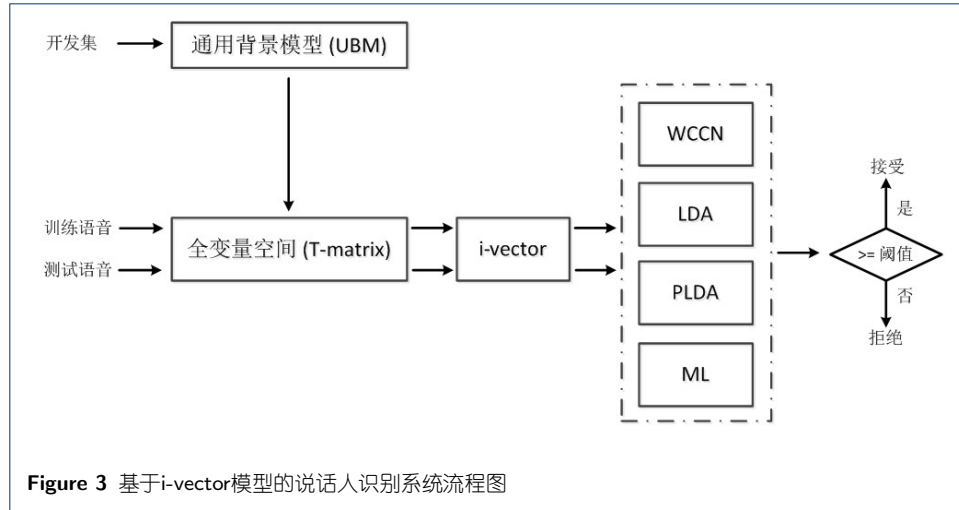 开发集
通用背景模型 (UBM)
WCCN
接受
训练语音
LDA
是
全变量空间 (T-matrix)
i-vector
>= 阈值
测试语音
PLDA
否
拒绝
ML
Figure 3 基于i-vector模型的说话人识别系统流程图